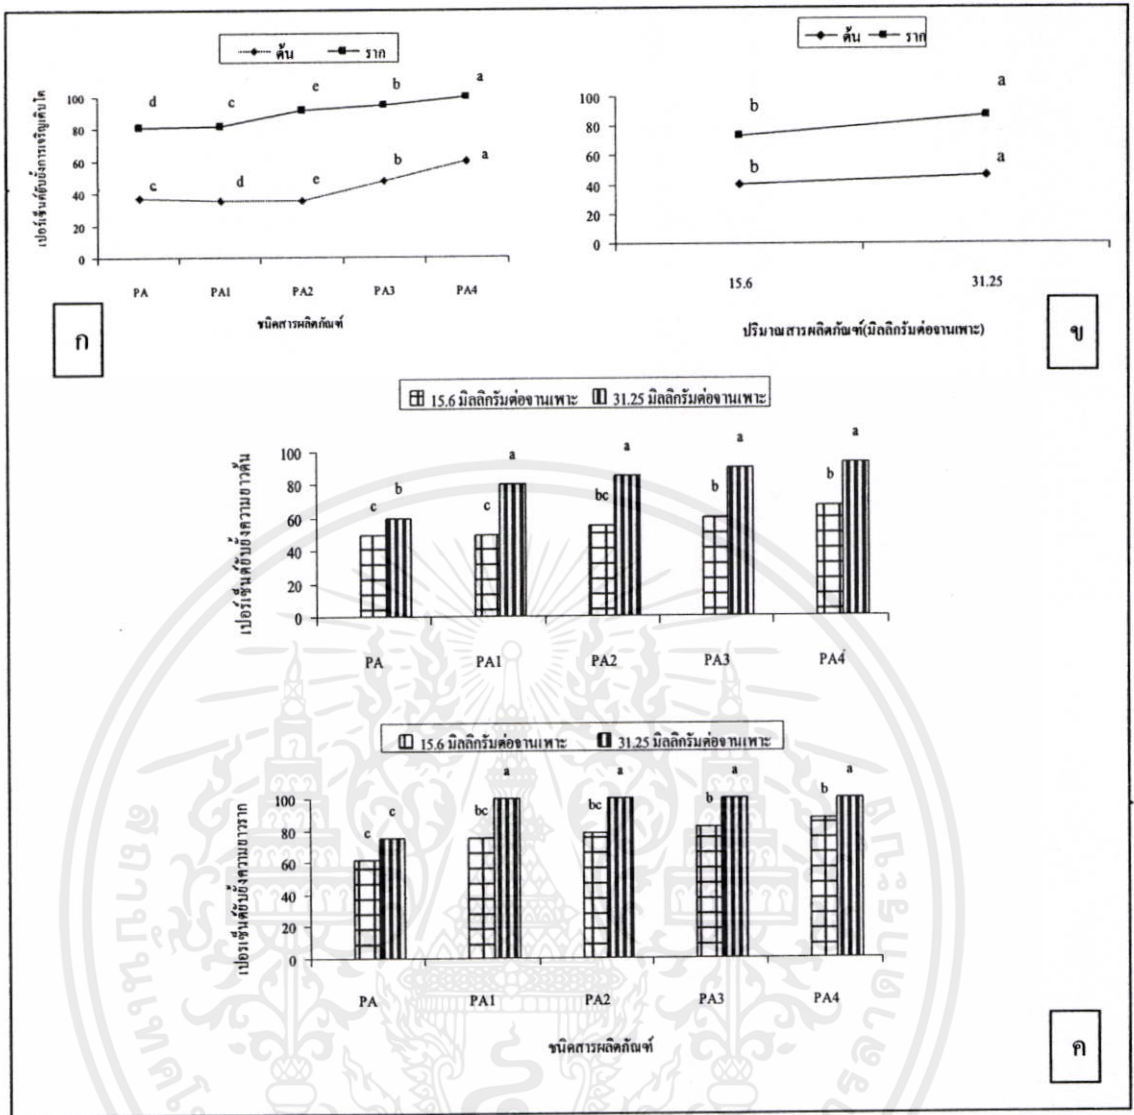 ต้น ราก
ต้น ราก
เปอร์เซ็นต์ยับยั้งการเจริญเติบโต
100
80
60
40
20
0
d c e b a
c d e b a
PA PA1 PA2 PA3 PA4
ชนิดสารผลิตภัณฑ์
ก
100
80
60
40
20
0
b a
b a
15.6 31.25
ปริมาณสารผลิตภัณฑ์(มิลลิกรัมต่อจานเพาะ)
ข
15.6 มิลลิกรัมต่อจานเพาะ 31.25 มิลลิกรัมต่อจานเพาะ
เปอร์เซ็นต์ยับยั้งความยาวต้น
100
80
60
40
20
0
c b c a bc a b a b a
PA PA1 PA2 PA3 PA4
15.6 มิลลิกรัมต่อจานเพาะ 31.25 มิลลิกรัมต่อจานเพาะ
เปอร์เซ็นต์ยับยั้งความยาวราก
100
80
60
40
20
0
c c bc a bc a b a b a
PA PA1 PA2 PA3 PA4
ชนิดสารผลิตภัณฑ์
ค